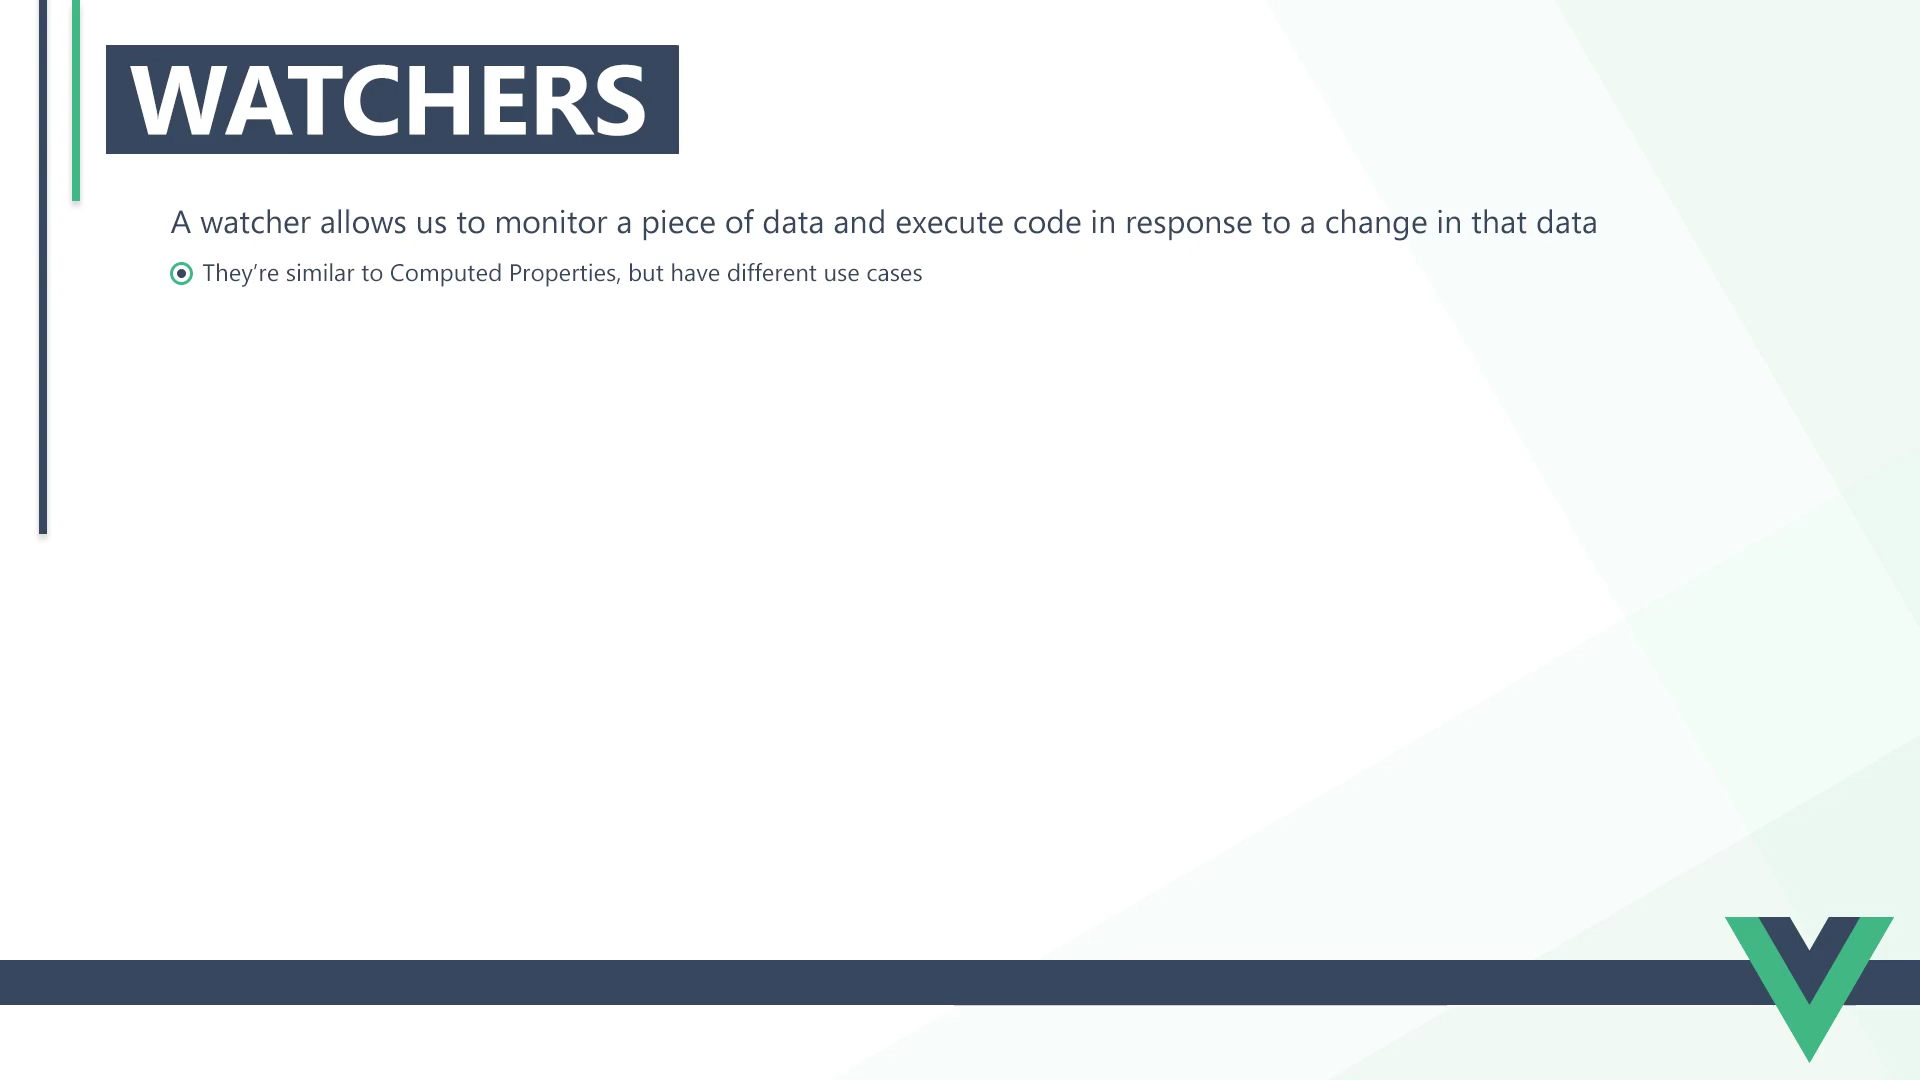 WATCHERS
A watcher allows us to monitor a piece of data and execute code in response to a change in that data
They’re similar to Computed Properties, but have different use cases